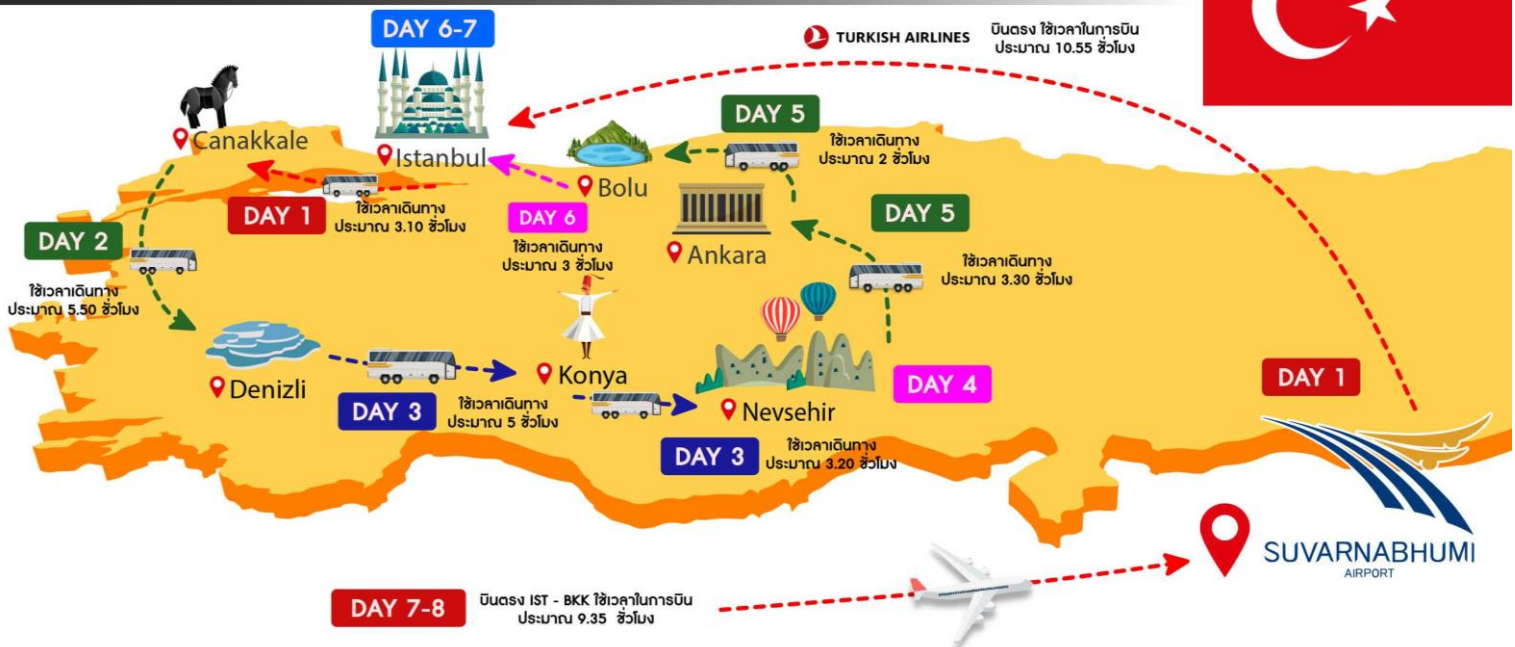 DAY 6-7
TURKISH AIRLINES
บินตรง ใช้เวลาในการบิน
ประมาณ 10.55 ชั่วโมง
Canakkale
Istanbul
DAY 5
ใช้เวลาเดินทาง
ประมาณ 2 ชั่วโมง
Bolu
DAY 1
ใช้เวลาเดินทาง
ประมาณ 3.10 ชั่วโมง
DAY 6
ใช้เวลาเดินทาง
ประมาณ 3 ชั่วโมง
Ankara
DAY 5
ใช้เวลาเดินทาง
ประมาณ 3.30 ชั่วโมง
DAY 2
ใช้เวลาเดินทาง
ประมาณ 5.50 ชั่วโมง
Denizli
DAY 3
ใช้เวลาเดินทาง
ประมาณ 5 ชั่วโมง
Konya
Nevsehir
DAY 4
DAY 3
ใช้เวลาเดินทาง
ประมาณ 3.20 ชั่วโมง
DAY 1
SUVARNABHUMI
AIRPORT
DAY 7-8
บินตรง IST - BKK ใช้เวลาในการบิน
ประมาณ 9.35 ชั่วโมง